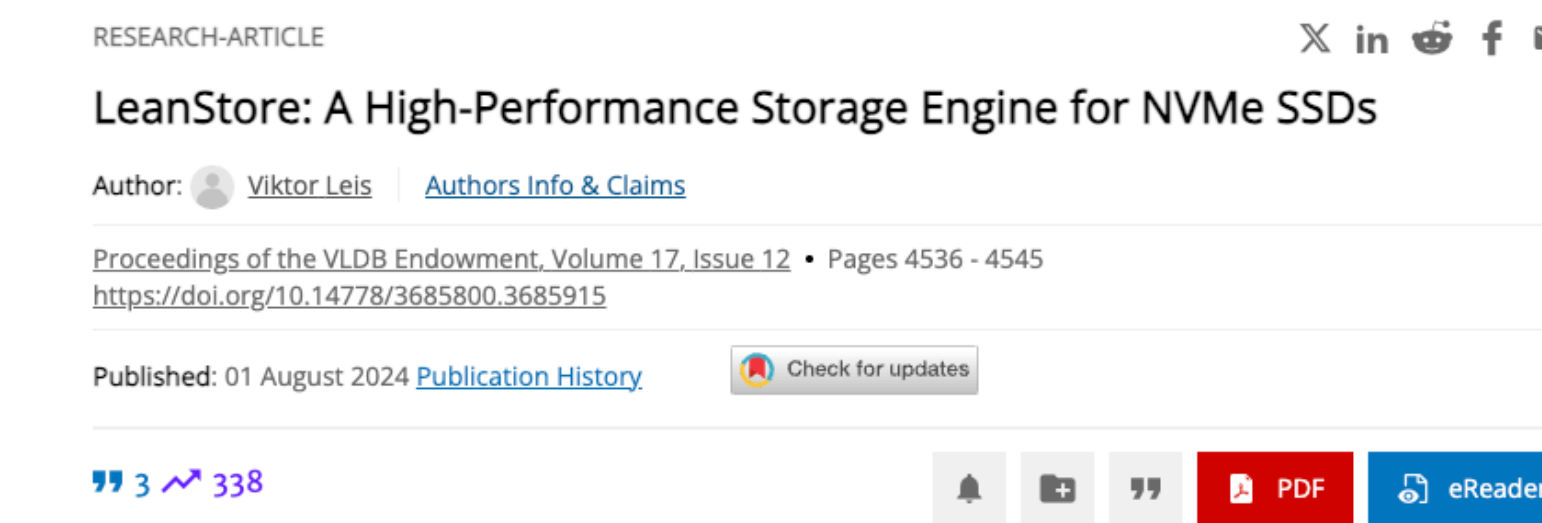 RESEARCH-ARTICLE
LeanStore: A High-Performance Storage Engine for NVMe SSDs
Author: Viktor Leis Authors Info & Claims
Proceedings of the VLDB Endowment, Volume 17, Issue 12 • Pages 4536 - 4545
https://doi.org/10.14778/3685800.3685915
Published: 01 August 2024 Publication History Check for updates
3 338 PDF eReader